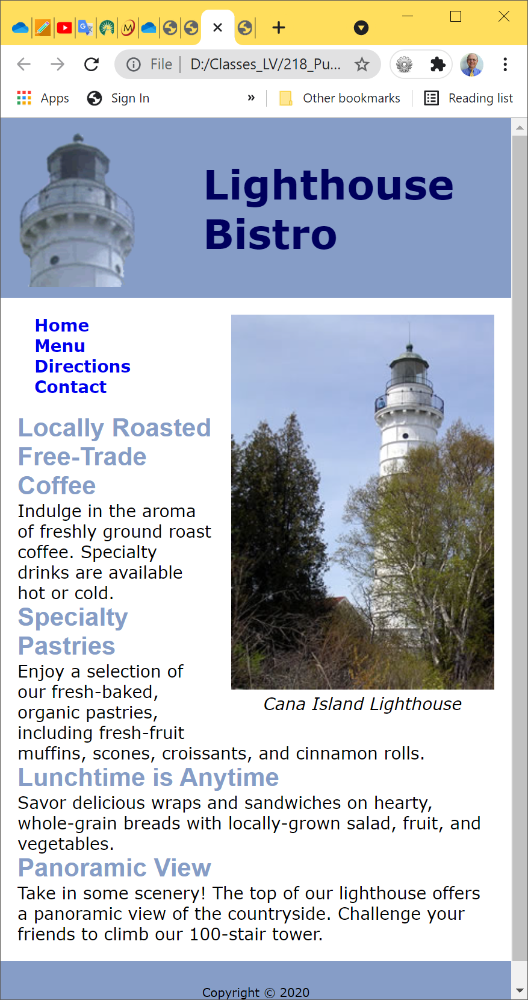 File D:/Classes_LV/218_Pu...
Apps Sign In » Other bookmarks Reading list
Lighthouse
Bistro
Home
Menu
Directions
Contact
Locally Roasted
Free-Trade
Coffee
Indulge in the aroma
of freshly ground roast
coffee. Specialty
drinks are available
hot or cold.
Specialty
Pastries
Enjoy a selection of
our fresh-baked,
organic pastries,
including fresh-fruit
muffins, scones, croissants, and cinnamon rolls.
Cana Island Lighthouse
Lunchtime is Anytime
Savor delicious wraps and sandwiches on hearty,
whole-grain breads with locally-grown salad, fruit, and
vegetables.
Panoramic View
Take in some scenery! The top of our lighthouse offers
a panoramic view of the countryside. Challenge your
friends to climb our 100-stair tower.
Copyright © 2020